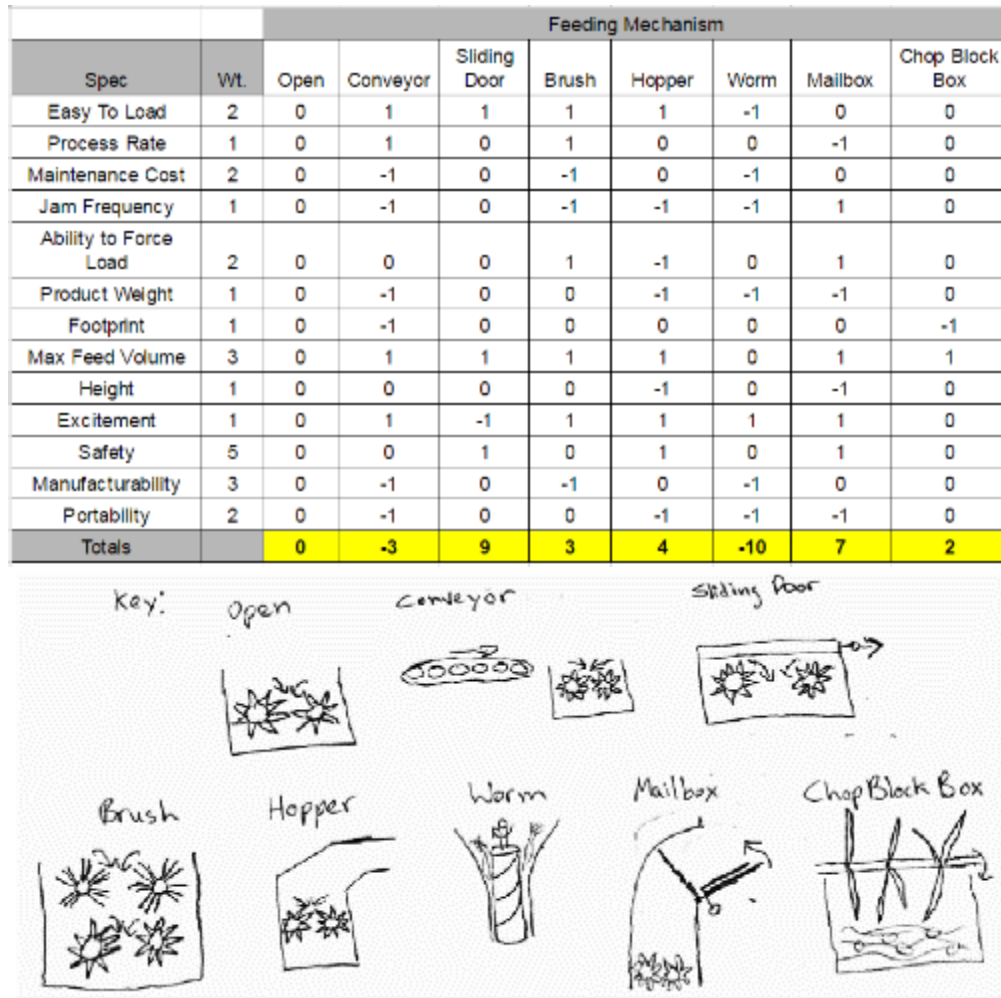 Feeding Mechanism
Spec Wt. Open Conveyor Sliding Door Brush Hopper Worm Mailbox Chop Block Box
Easy To Load 2 0 1 1 1 1 -1 0 0
Process Rate 1 0 1 0 1 0 0 -1 0
Maintenance Cost 2 0 -1 0 -1 0 -1 0 0
Jam Frequency 1 0 -1 0 -1 -1 -1 1 0
Ability to Force Load 2 0 0 0 1 -1 0 1 0
Product Weight 1 0 -1 0 0 -1 -1 -1 0
Footprint 1 0 -1 0 0 0 0 0 -1
Max Feed Volume 3 0 1 1 1 1 0 1 1
Height 1 0 0 0 0 -1 0 -1 0
Excitement 1 0 1 -1 1 1 1 1 0
Safety 5 0 0 1 0 1 0 1 0
Manufacturability 3 0 -1 0 -1 0 -1 0 0
Portability 2 0 -1 0 0 -1 -1 -1 0
Totals 0 -3 9 3 4 -10 7 2
Key: Open Conveyor Sliding Door
Brush Hopper Worm Mailbox Chop Block Box